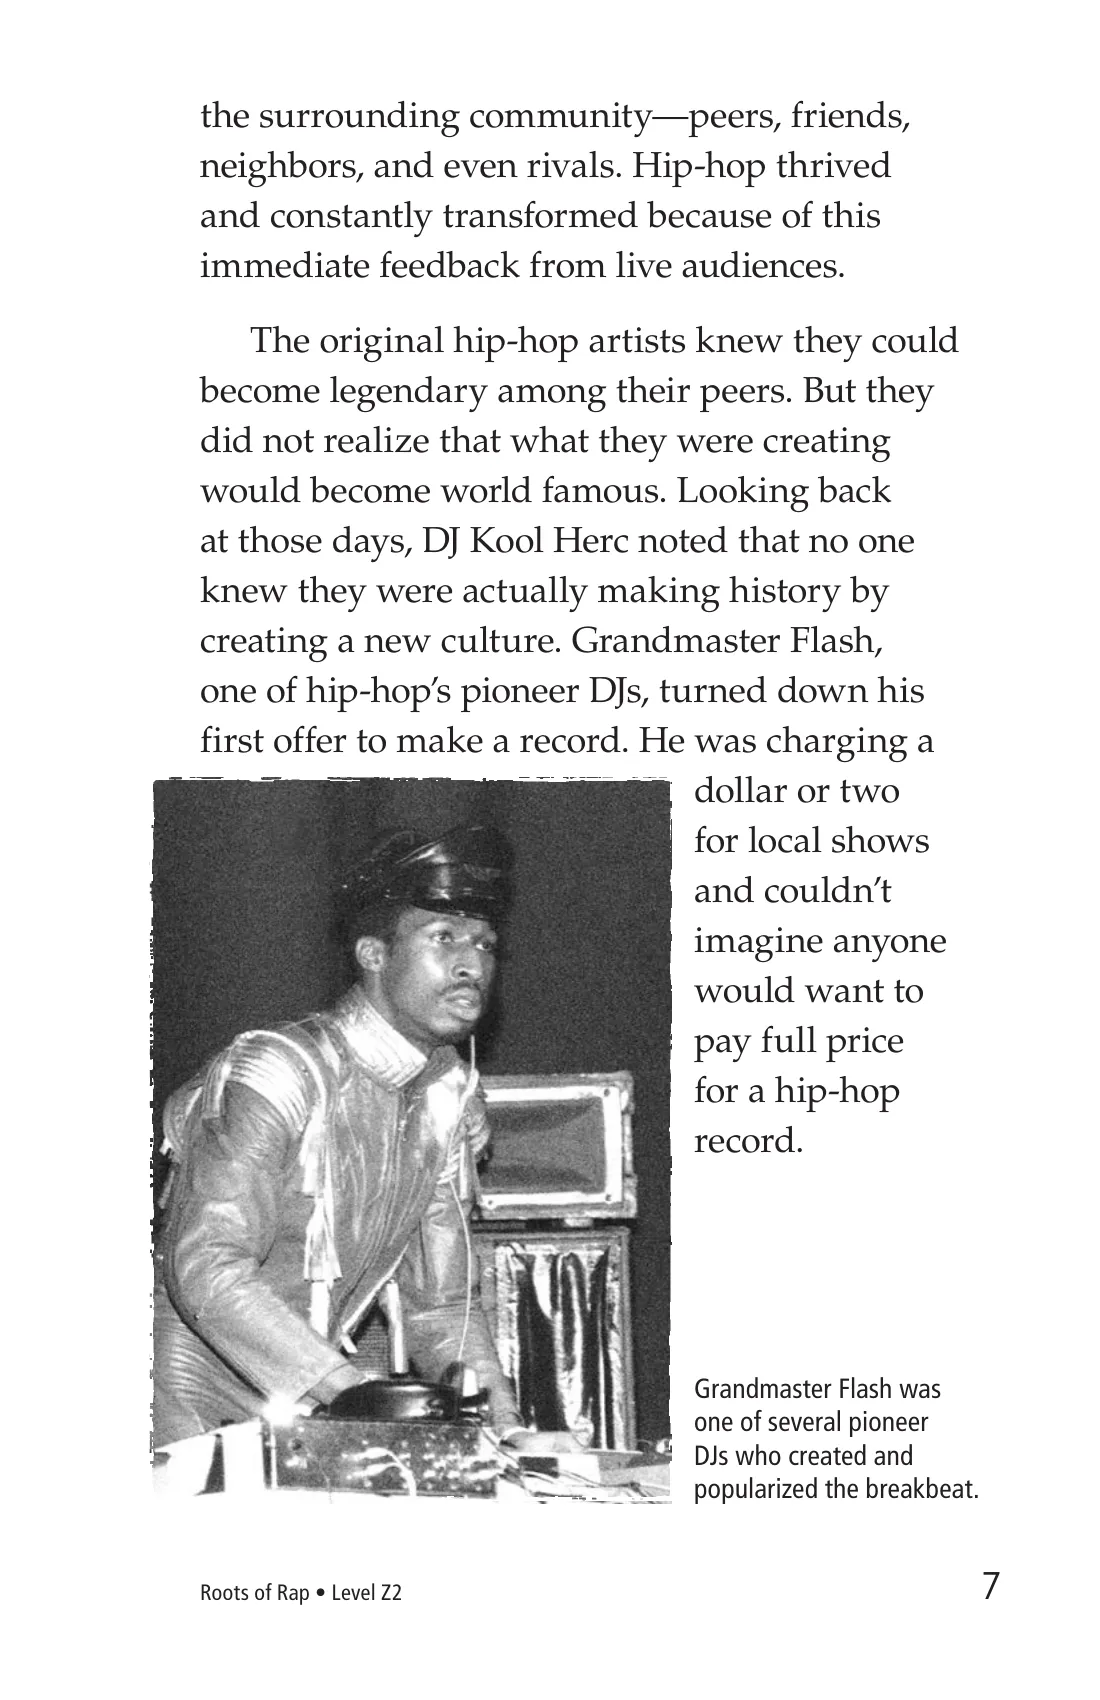 the surrounding community—peers, friends,
neighbors, and even rivals. Hip-hop thrived
and constantly transformed because of this
immediate feedback from live audiences.
The original hip-hop artists knew they could
become legendary among their peers. But they
did not realize that what they were creating
would become world famous. Looking back
at those days, DJ Kool Herc noted that no one
knew they were actually making history by
creating a new culture. Grandmaster Flash,
one of hip-hop’s pioneer DJs, turned down his
first offer to make a record. He was charging a
dollar or two
for local shows
and couldn’t
imagine anyone
would want to
pay full price
for a hip-hop
record.
Grandmaster Flash was
one of several pioneer
DJs who created and
popularized the breakbeat.
Roots of Rap • Level Z2
7